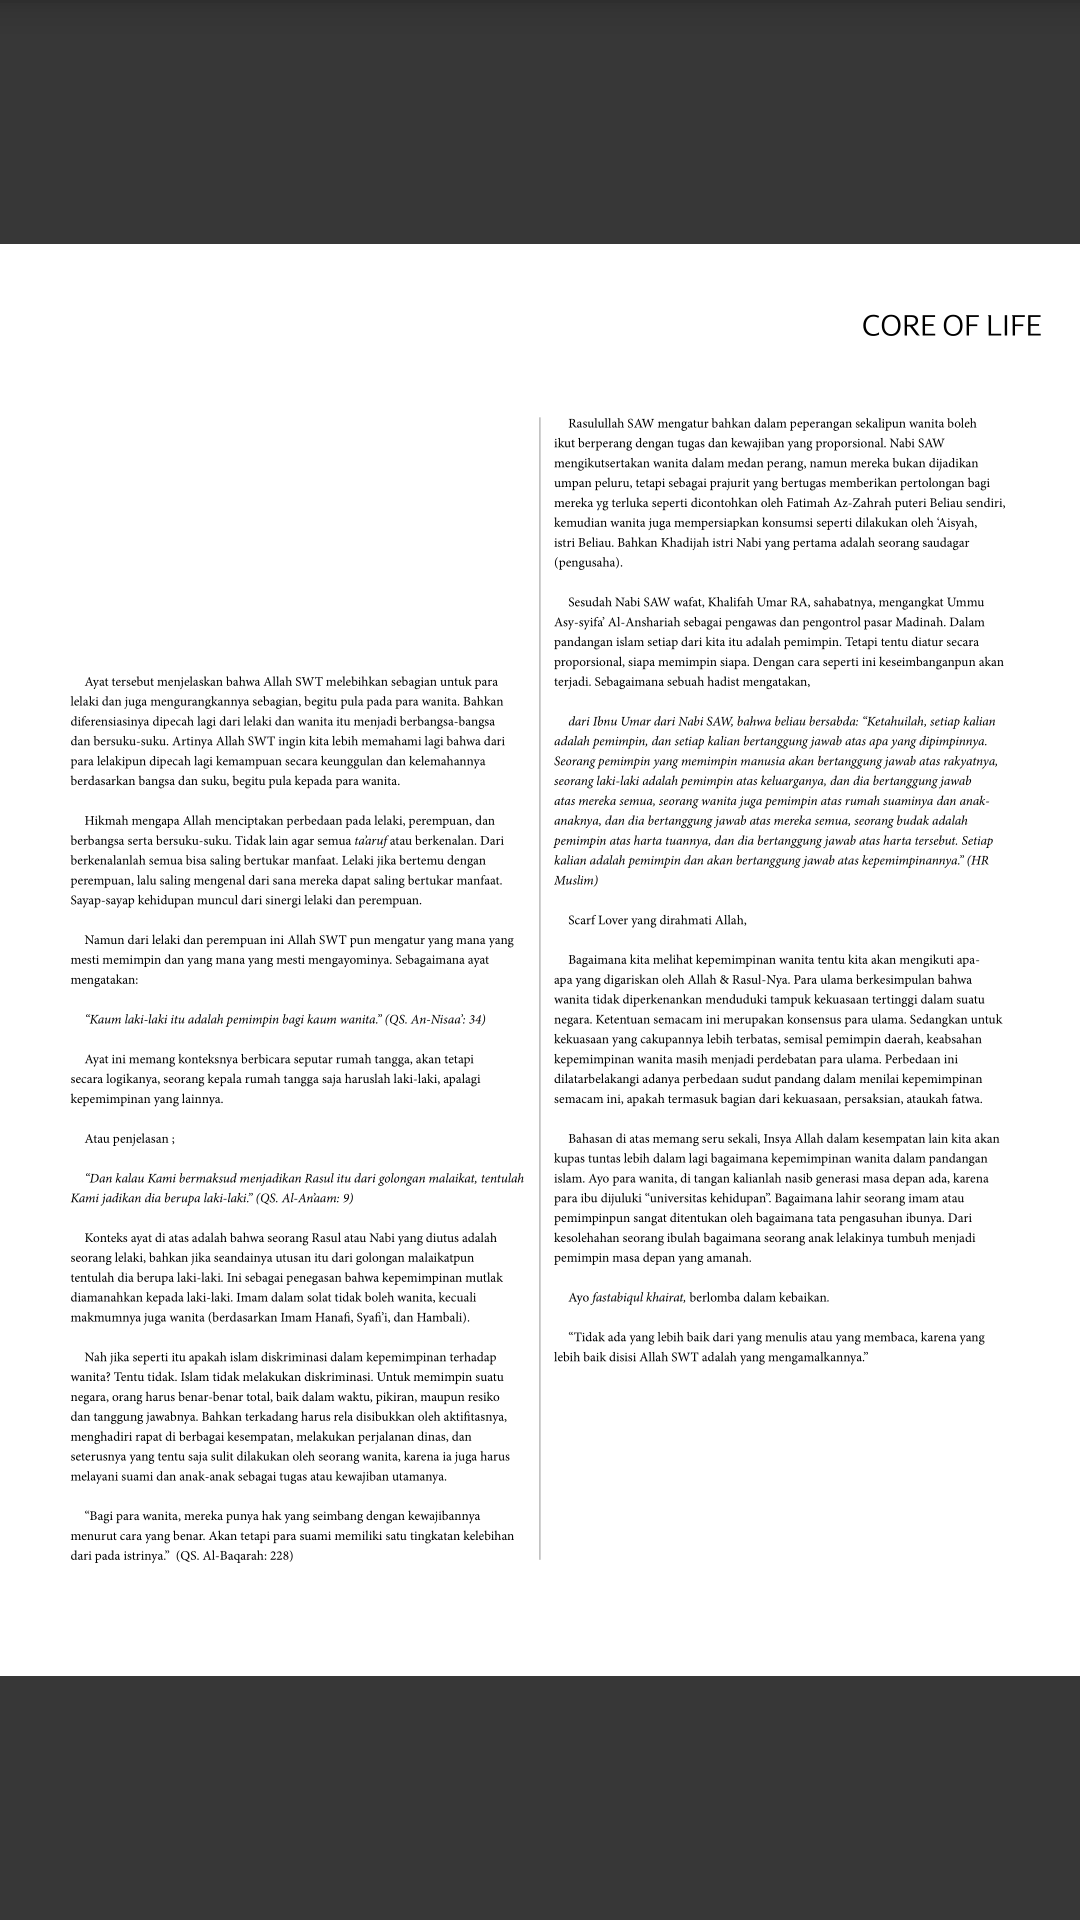 CORE OF LIFE
Ayat tersebut menjelaskan bahwa Allah SWT melebihkan sebagian untuk para
lelaki dan juga mengurangkannya sebagian, begitu pula pada para wanita. Bahkan
diferensiasinya dipecah lagi dari lelaki dan wanita itu menjadi berbangsa-bangsa
dan bersuku-suku. Artinya Allah SWT ingin kita lebih memahami lagi bahwa dari
para lelakipun dipecah lagi kemampuan secara keunggulan dan kelemahannya
berdasarkan bangsa dan suku, begitu pula kepada para wanita.
Hikmah mengapa Allah menciptakan perbedaan pada lelaki, perempuan, dan
berbangsa serta bersuku-suku. Tidak lain agar semua ta'aruf atau berkenalan. Dari
berkenalanlah semua bisa saling bertukar manfaat. Lelaki jika bertemu dengan
perempuan, lalu saling mengenal dari sana mereka dapat saling bertukar manfaat.
Sayap-sayap kehidupan muncul dari sinergi lelaki dan perempuan.
Namun dari lelaki dan perempuan ini Allah SWT pun mengatur yang mana yang
mesti memimpin dan yang mana yang mesti mengayominya. Sebagaimana ayat
mengatakan:
“Kaum laki-laki itu adalah pemimpin bagi kaum wanita.” (QS. An-Nisaa’: 34)
Ayat ini memang konteksnya berbicara seputar rumah tangga, akan tetapi
secara logikanya, seorang kepala rumah tangga saja haruslah laki-laki, apalagi
kepemimpinan yang lainnya.
Atau penjelasan ;
“Dan kalau Kami bermaksud menjadikan Rasul itu dari golongan malaikat, tentulah
Kami jadikan dia berupa laki-laki.” (QS. Al-An’aam: 9)
Konteks ayat di atas adalah bahwa seorang Rasul atau Nabi yang diutus adalah
seorang lelaki, bahkan jika seandainya utusan itu dari golongan malaikatpun
tentulah dia berupa laki-laki. Ini sebagai penegasan bahwa kepemimpinan mutlak
diamanahkan kepada laki-laki. Imam dalam solat tidak boleh wanita, kecuali
makmumnya juga wanita (berdasarkan Imam Hanafi, Syafi’i, dan Hambali).
Nah jika seperti itu apakah islam diskriminasi dalam kepemimpinan terhadap
wanita? Tentu tidak. Islam tidak melakukan diskriminasi. Untuk memimpin suatu
negara, orang harus benar-benar total, baik dalam waktu, pikiran, maupun resiko
dan tanggung jawabnya. Bahkan terkadang harus rela disibukkan oleh aktifitasnya,
menghadiri rapat di berbagai kesempatan, melakukan perjalanan dinas, dan
seterusnya yang tentu saja sulit dilakukan oleh seorang wanita, karena ia juga harus
melayani suami dan anak-anak sebagai tugas atau kewajiban utamanya.
“Bagi para wanita, mereka punya hak yang seimbang dengan kewajibannya
menurut cara yang benar. Akan tetapi para suami memiliki satu tingkatan kelebihan
dari pada istrinya.” (QS. Al-Baqarah: 228)
Rasulullah SAW mengatur bahkan dalam peperangan sekalipun wanita boleh
ikut berperang dengan tugas dan kewajiban yang proporsional. Nabi SAW
mengikutsertakan wanita dalam medan perang, namun mereka bukan dijadikan
umpan peluru, tetapi sebagai prajurit yang bertugas memberikan pertolongan bagi
mereka yg terluka seperti dicontohkan oleh Fatimah Az-Zahrah puteri Beliau sendiri,
kemudian wanita juga mempersiapkan konsumsi seperti dilakukan oleh ‘Aisyah,
istri Beliau. Bahkan Khadijah istri Nabi yang pertama adalah seorang saudagar
(pengusaha).
Sesudah Nabi SAW wafat, Khalifah Umar RA, sahabatnya, mengangkat Ummu
Asy-syifa’ Al-Anshariah sebagai pengawas dan pengontrol pasar Madinah. Dalam
pandangan islam setiap dari kita itu adalah pemimpin. Tetapi tentu diatur secara
proporsional, siapa memimpin siapa. Dengan cara seperti ini keseimbanganpun akan
terjadi. Sebagaimana sebuah hadist mengatakan,
dari Ibnu Umar dari Nabi SAW, bahwa beliau bersabda: “Ketahuilah, setiap kalian
adalah pemimpin, dan setiap kalian bertanggung jawab atas apa yang dipimpinnya.
Seorang pemimpin yang memimpin manusia akan bertanggung jawab atas rakyatnya,
seorang laki-laki adalah pemimpin atas keluarganya, dan dia bertanggung jawab
atas mereka semua, seorang wanita juga pemimpin atas rumah suaminya dan anak-
anaknya, dan dia bertanggung jawab atas mereka semua, seorang budak adalah
pemimpin atas harta tuannya, dan dia bertanggung jawab atas harta tersebut. Setiap
kalian adalah pemimpin dan akan bertanggung jawab atas kepemimpinannya.” (HR
Muslim)
Scarf Lover yang dirahmati Allah,
Bagaimana kita melihat kepemimpinan wanita tentu kita akan mengikuti apa-
apa yang digariskan oleh Allah & Rasul-Nya. Para ulama berkesimpulan bahwa
wanita tidak diperkenankan menduduki tampuk kekuasaan tertinggi dalam suatu
negara. Ketentuan semacam ini merupakan konsensus para ulama. Sedangkan untuk
kekuasaan yang cakupannya lebih terbatas, semisal pemimpin daerah, keabsahan
kepemimpinan wanita masih menjadi perdebatan para ulama. Perbedaan ini
dilatarbelakangi adanya perbedaan sudut pandang dalam menilai kepemimpinan
semacam ini, apakah termasuk bagian dari kekuasaan, persaksian, ataukah fatwa.
Bahasan di atas memang seru sekali, Insya Allah dalam kesempatan lain kita akan
kupas tuntas lebih dalam lagi bagaimana kepemimpinan wanita dalam pandangan
islam. Ayo para wanita, di tangan kalianlah nasib generasi masa depan ada, karena
para ibu dijuluki “universitas kehidupan”. Bagaimana lahir seorang imam atau
pemimpinpun sangat ditentukan oleh bagaimana tata pengasuhan ibunya. Dari
kesolehahan seorang ibulah bagaimana seorang anak lelakinya tumbuh menjadi
pemimpin masa depan yang amanah.
Ayo fastabiqul khairat, berlomba dalam kebaikan.
“Tidak ada yang lebih baik dari yang menulis atau yang membaca, karena yang
lebih baik disisi Allah SWT adalah yang mengamalkannya.”